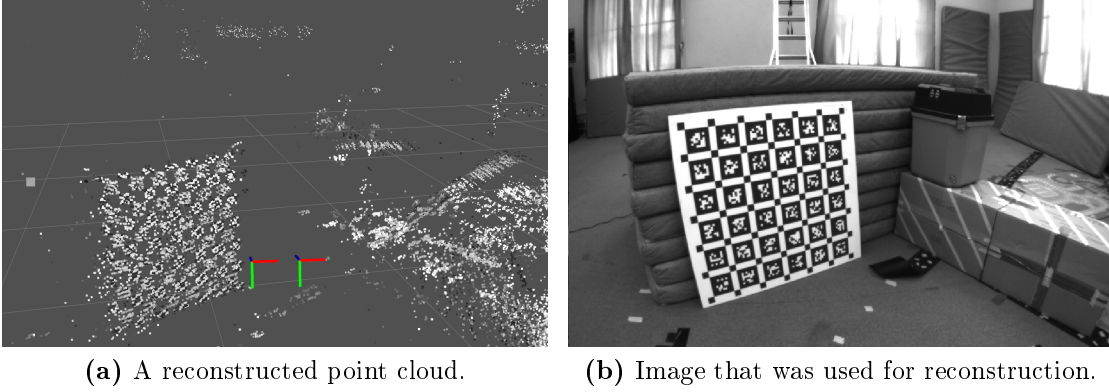 (a) A reconstructed point cloud.
(b) Image that was used for reconstruction.